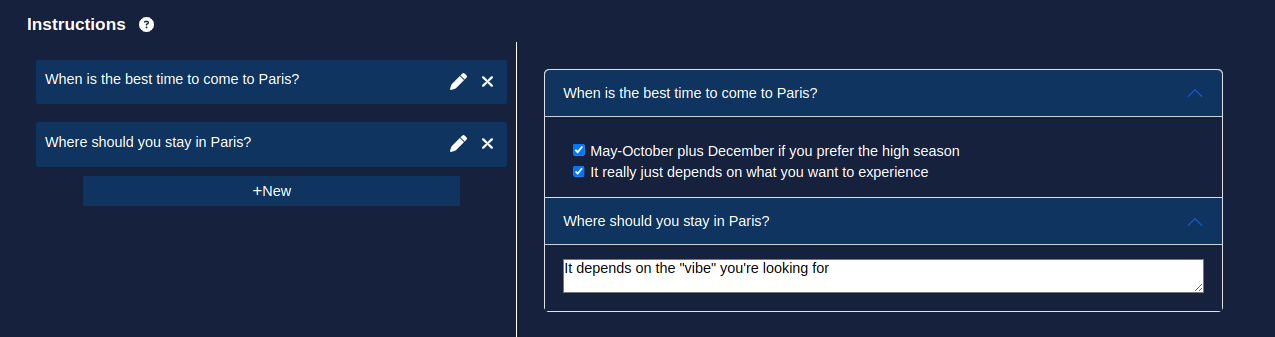 Instructions ?
When is the best time to come to Paris?
Where should you stay in Paris?
+New
When is the best time to come to Paris?
May-October plus December if you prefer the high season
It really just depends on what you want to experience
Where should you stay in Paris?
It depends on the "vibe" you're looking for